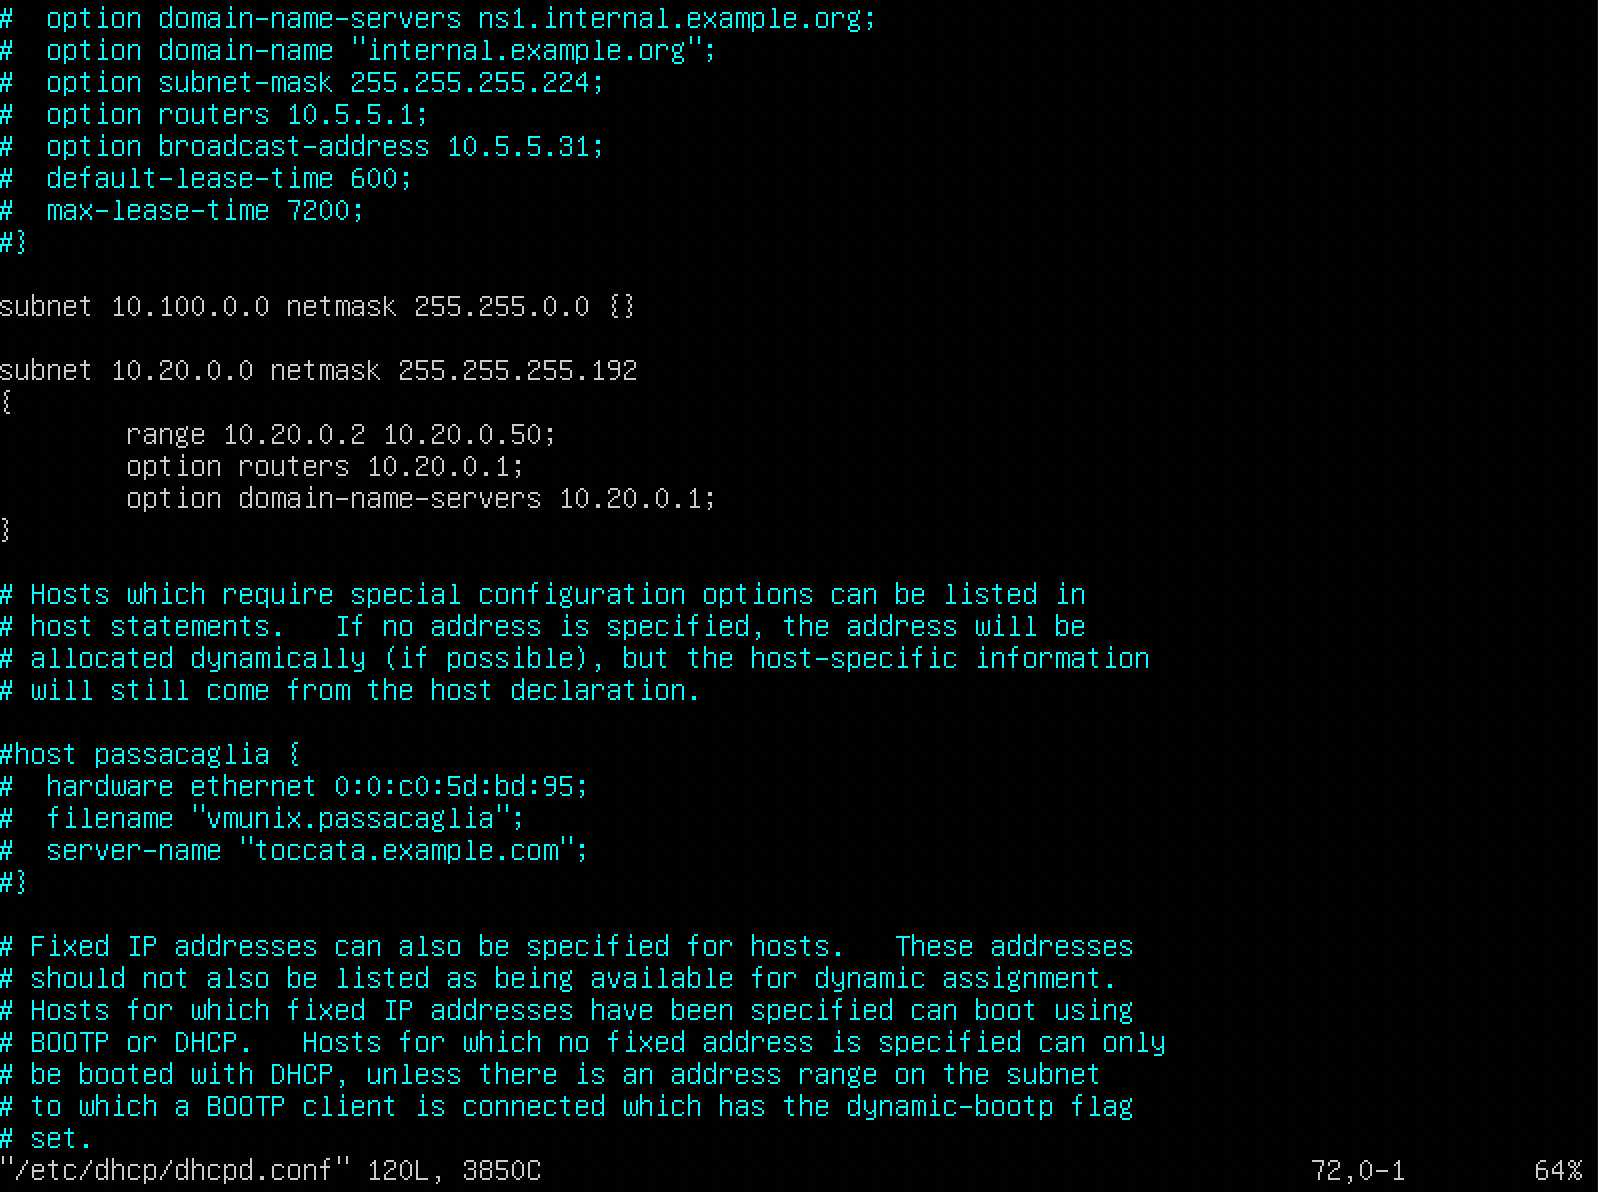 #  option domain-name-servers ns1.internal.example.org;
#  option domain-name "internal.example.org";
#  option subnet-mask 255.255.255.224;
#  option routers 10.5.5.1;
#  option broadcast-address 10.5.5.31;
#  default-lease-time 600;
#  max-lease-time 7200;
#}
subnet 10.100.0.0 netmask 255.255.0.0 {}
subnet 10.20.0.0 netmask 255.255.255.192
{
        range 10.20.0.2 10.20.0.50;
        option routers 10.20.0.1;
        option domain-name-servers 10.20.0.1;
}
# Hosts which require special configuration options can be listed in
# host statements.   If no address is specified, the address will be
# allocated dynamically (if possible), but the host-specific information
# will still come from the host declaration.
#host passacaglia {
#  hardware ethernet 0:0:c0:5d:bd:95;
#  filename "vmunix.passacaglia";
#  server-name "toccata.example.com";
#}
# Fixed IP addresses can also be specified for hosts.   These addresses
# should not also be listed as being available for dynamic assignment.
# Hosts for which fixed IP addresses have been specified can boot using
# BOOTP or DHCP.   Hosts for which no fixed address is specified can only
# be booted with DHCP, unless there is an address range on the subnet
# to which a BOOTP client is connected which has the dynamic-bootp flag
# set.
"/etc/dhcp/dhcpd.conf" 120L, 3850C 72,0-1 64%